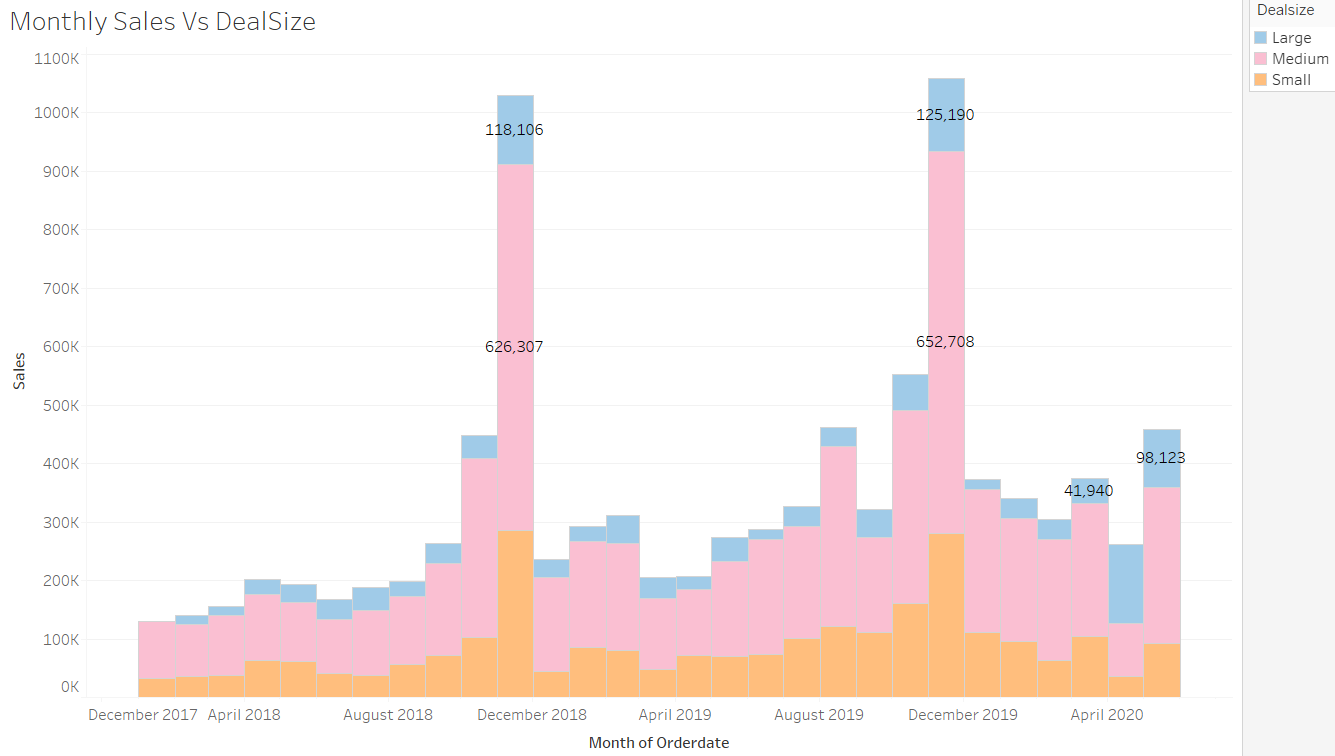 Monthly Sales Vs DealSize
Dealsize
Large
Medium
Small
1100K
1000K
900K
800K
700K
600K
500K
400K
300K
200K
100K
0K
Sales
118,106
626,307
125,190
652,708
41,940
98,123
December 2017
April 2018
August 2018
December 2018
April 2019
August 2019
December 2019
April 2020
Month of Orderdate